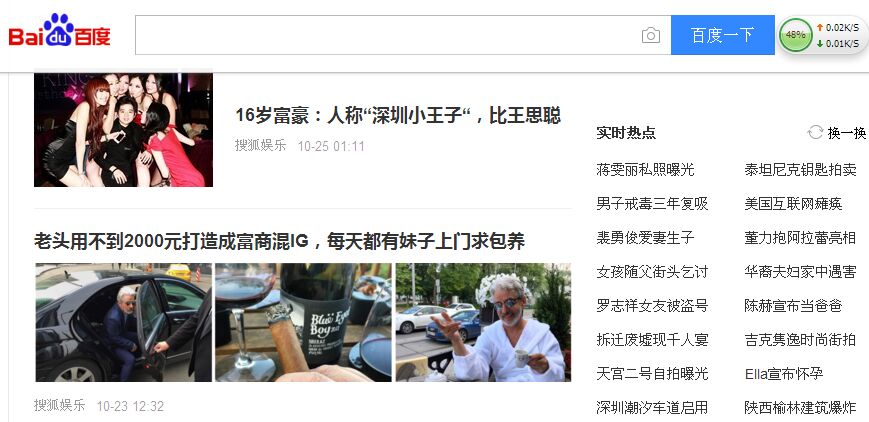 Baidu百度
百度一下
48%
0.02K/S
0.01K/S
16岁富豪：人称“深圳小王子“，比王思聪
搜狐娱乐 10-25 01:11
老头用不到2000元打造成富商混IG，每天都有妹子上门求包养
Blue Eyed
Boy
SHIRAZ
搜狐娱乐 10-23 12:32
实时热点 换一换
蒋雯丽私照曝光 泰坦尼克钥匙拍卖
男子戒毒三年复吸 美国互联网瘫痪
裴勇俊爱妻生子 董力抱阿拉蕾亮相
女孩随父街头乞讨 华裔夫妇家中遇害
罗志祥女友被盗号 陈赫宣布当爸爸
拆迁废墟现千人宴 吉克隽逸时尚街拍
天宫二号自拍曝光 Ella宣布怀孕
深圳潮汐车道启用 陕西榆林建筑爆炸